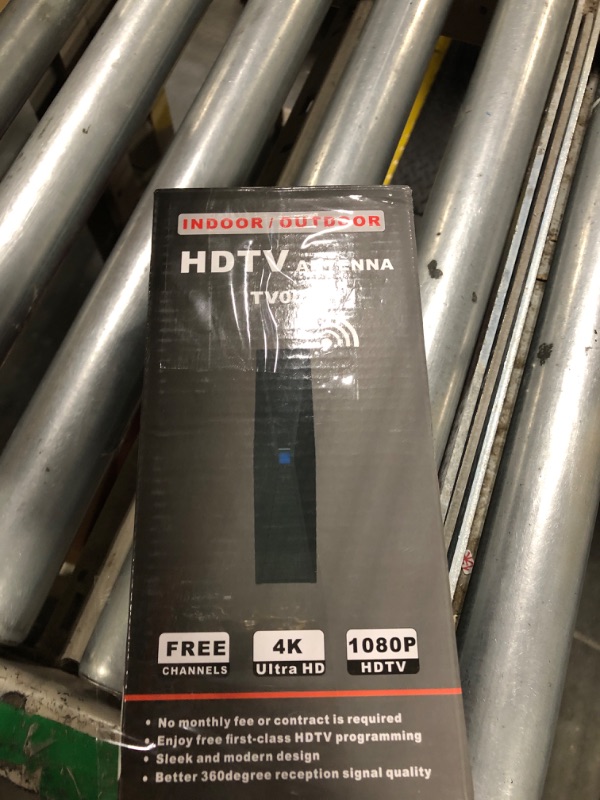 INDOOR / OUTDOOR
HDTV ANTENNA
FREE
CHANNELS
4K
Ultra HD
1080P
HDTV
• No monthly fee or contract is required
• Enjoy free first-class HDTV programming
• Sleek and modern design
• Better 360degree reception signal quality